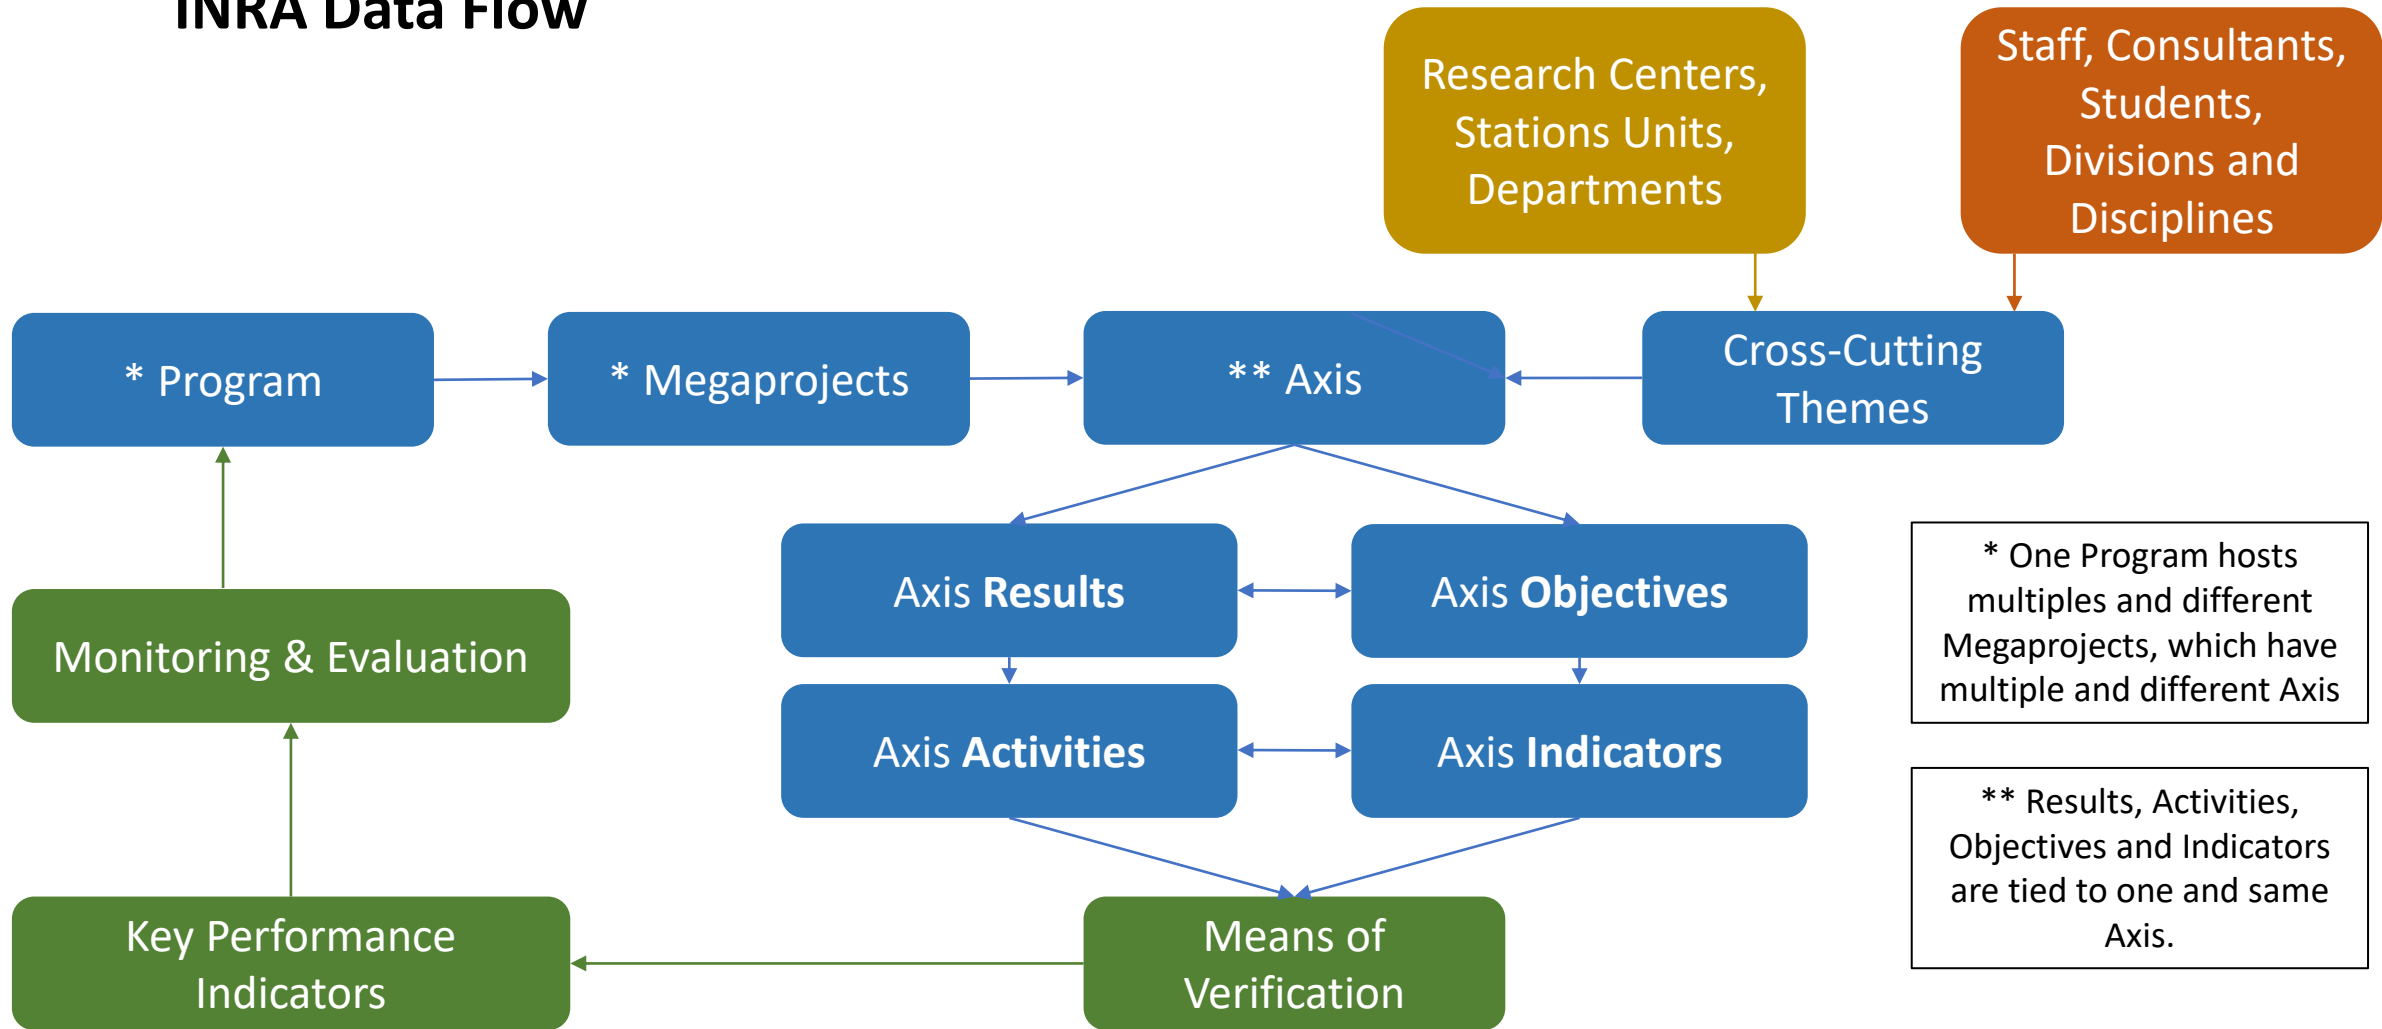 INRA Data Flow
Research Centers,
Stations Units,
Departments
Staff, Consultants,
Students,
Divisions and
Disciplines
* Program
* Megaprojects
** Axis
Cross-Cutting
Themes
Axis Results
Axis Objectives
* One Program hosts
multiples and different
Megaprojects, which have
multiple and different Axis
Monitoring & Evaluation
Axis Activities
Axis Indicators
** Results, Activities,
Objectives and Indicators
are tied to one and same
Axis.
Key Performance
Indicators
Means of
Verification